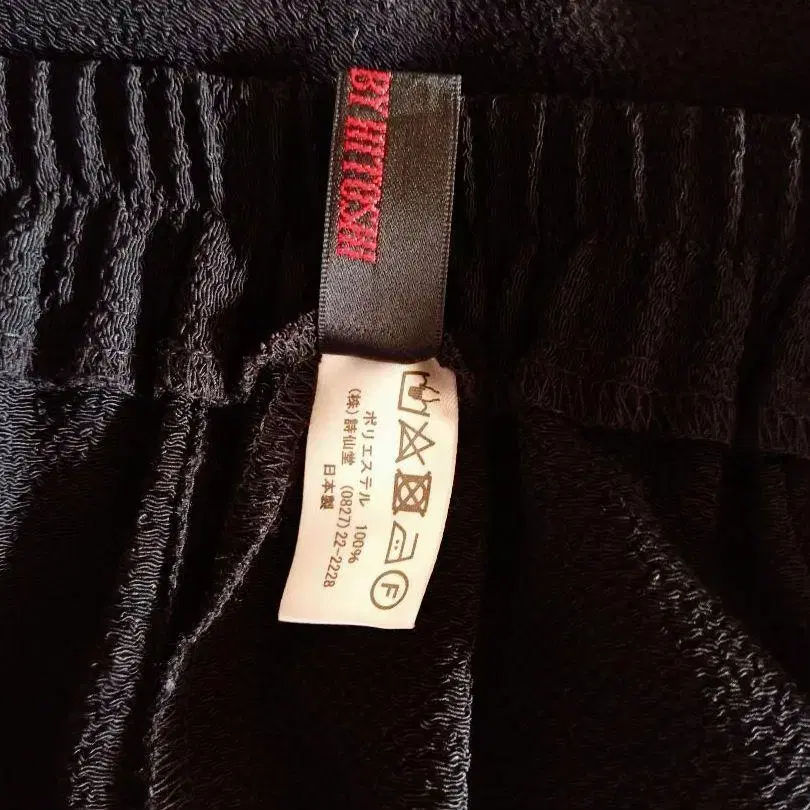 BY HITOSHI
ポリエステル 100%
(株)詩仙堂 (0827)22-2228
日本製
F